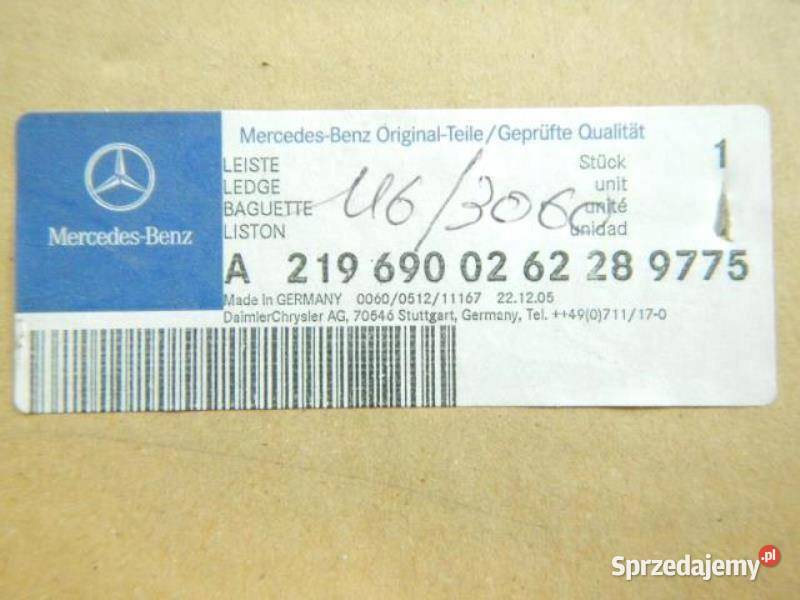 Mercedes-Benz Original-Teile/Geprüfte Qualität
Mercedes-Benz
LEISTE
LEDGE
BAGUETTE
LISTON
116/3060
Stück 1
unit
unité
unidad
A 219 690 02 62 28 9775
Made in GERMANY 0060/0512/11167 22.12.05
DaimlerChrysler AG, 70546 Stuttgart, Germany, Tel. ++49(0)711/17-0
Sprzedajemy.pl